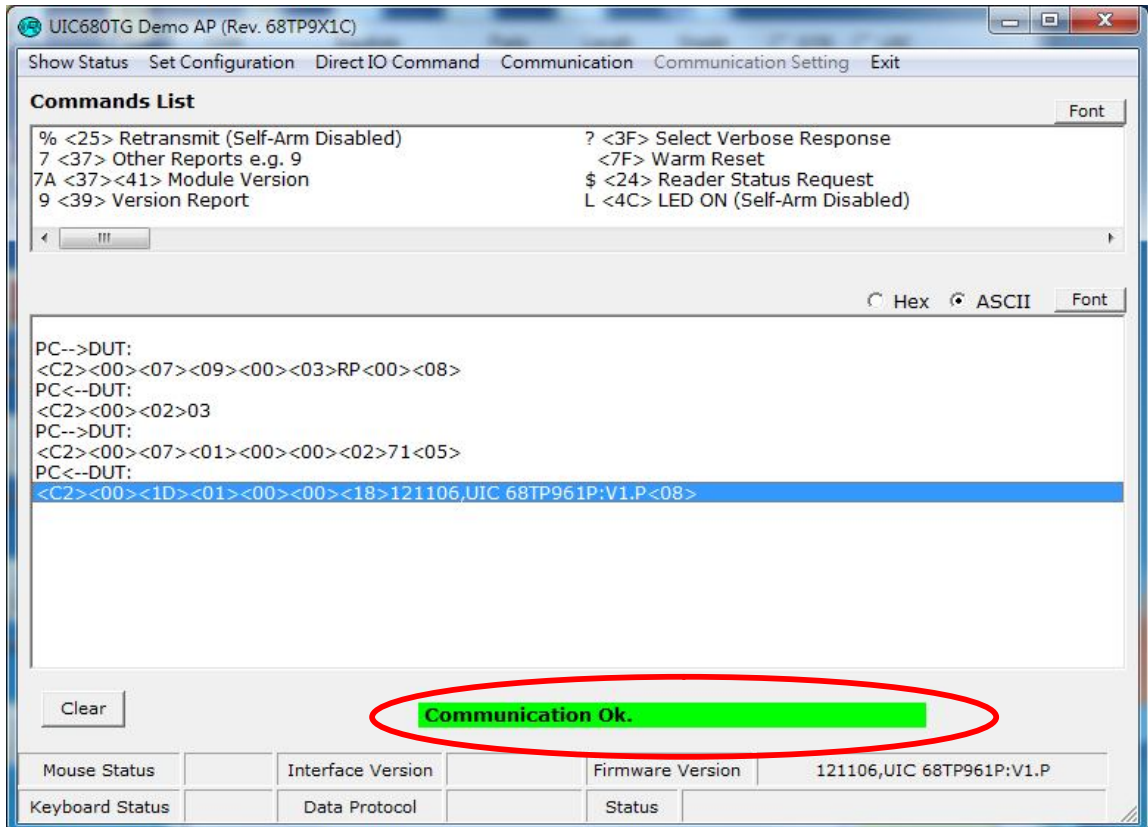 UIC680TG Demo AP (Rev. 68TP9X1C)
Show Status Set Configuration Direct IO Command Communication Communication Setting Exit
Commands List
Font
% <25> Retransmit (Self-Arm Disabled) ? <3F> Select Verbose Response
7 <37> Other Reports e.g. 9 <7F> Warm Reset
7A <37><41> Module Version $ <24> Reader Status Request
9 <39> Version Report L <4C> LED ON (Self-Arm Disabled)
Hex ASCII Font
PC-->DUT:
<C2><00><07><09><00><03>RP<00><08>
PC<--DUT:
<C2><00><02>03
PC-->DUT:
<C2><00><07><01><00><00><02>71<05>
PC<--DUT:
<C2><00><1D><01><00><00><18>121106,UIC 68TP961P:V1.P<08>
Clear
Communication Ok.
Mouse Status Interface Version Firmware Version 121106,UIC 68TP961P:V1.P
Keyboard Status Data Protocol Status